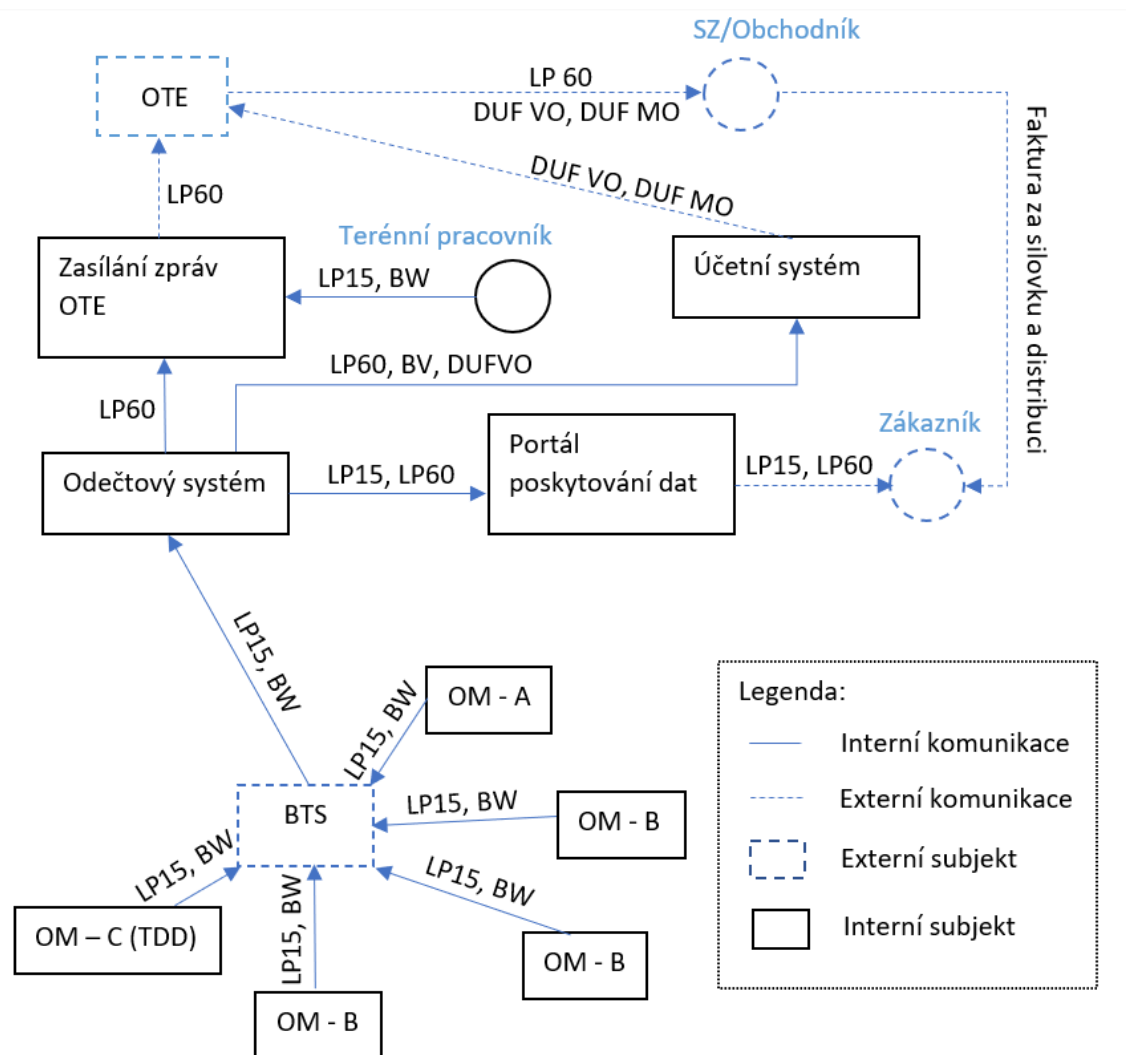 SZ/Obchodník
OTE
LP 60
DUF VO, DUF MO
DUF VO, DUF MO
Faktura za silovku a distribuci
LP60
Terénní pracovník
Zasílání zpráv
OTE
LP15, BW
Účetní systém
LP60, BV, DUFVO
LP60
Zákazník
Portál
poskytování dat
Odečtový systém
LP15, LP60
LP15, LP60
LP15, BW
OM - A
LP15, BW
BTS
LP15, BW
OM - B
LP15, BW
LP15, BW
LP15, BW
OM – C (TDD)
OM - B
OM - B
Legenda:
Interní komunikace
Externí komunikace
Externí subjekt
Interní subjekt